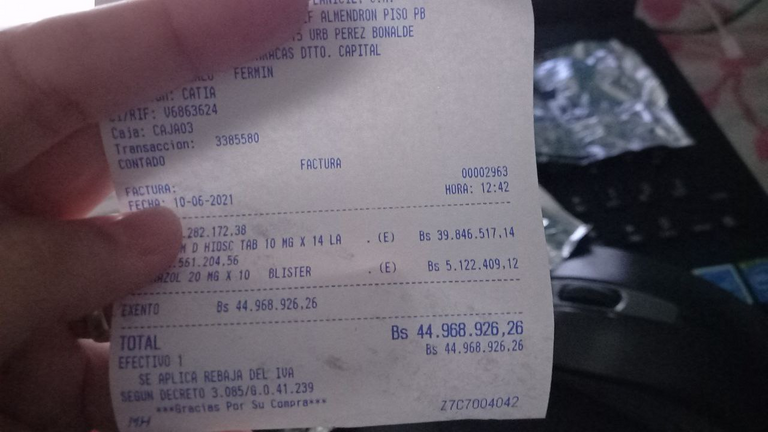 ALMENDRON PISO PB
URB PEREZ BONALDE
DTTO. CAPITAL
FERMIN
CATIA
CI/RIF: V6863624
Caja: CAJA03
Transaccion: 3385580
CONTADO
FACTURA
FACTURA: 00002963
FECHA: 10-06-2021 HORA: 12:42
282.172.38
D HIOSC TAB 10 MG X 14 LA . (E) Bs 39.846.517,14
561.204,56
AZOL 20 MG X 10 BLISTER . (E) Bs 5.122.409,12
EXENTO Bs 44.968.926,26
TOTAL Bs 44.968.926,26
EFECTIVO 1 Bs 44.968.926,26
SE APLICA REBAJA DEL IVA
SEGUN DECRETO 3.085/G.O.41.239
***Gracias Por Su Compra***
MH Z7C7004042